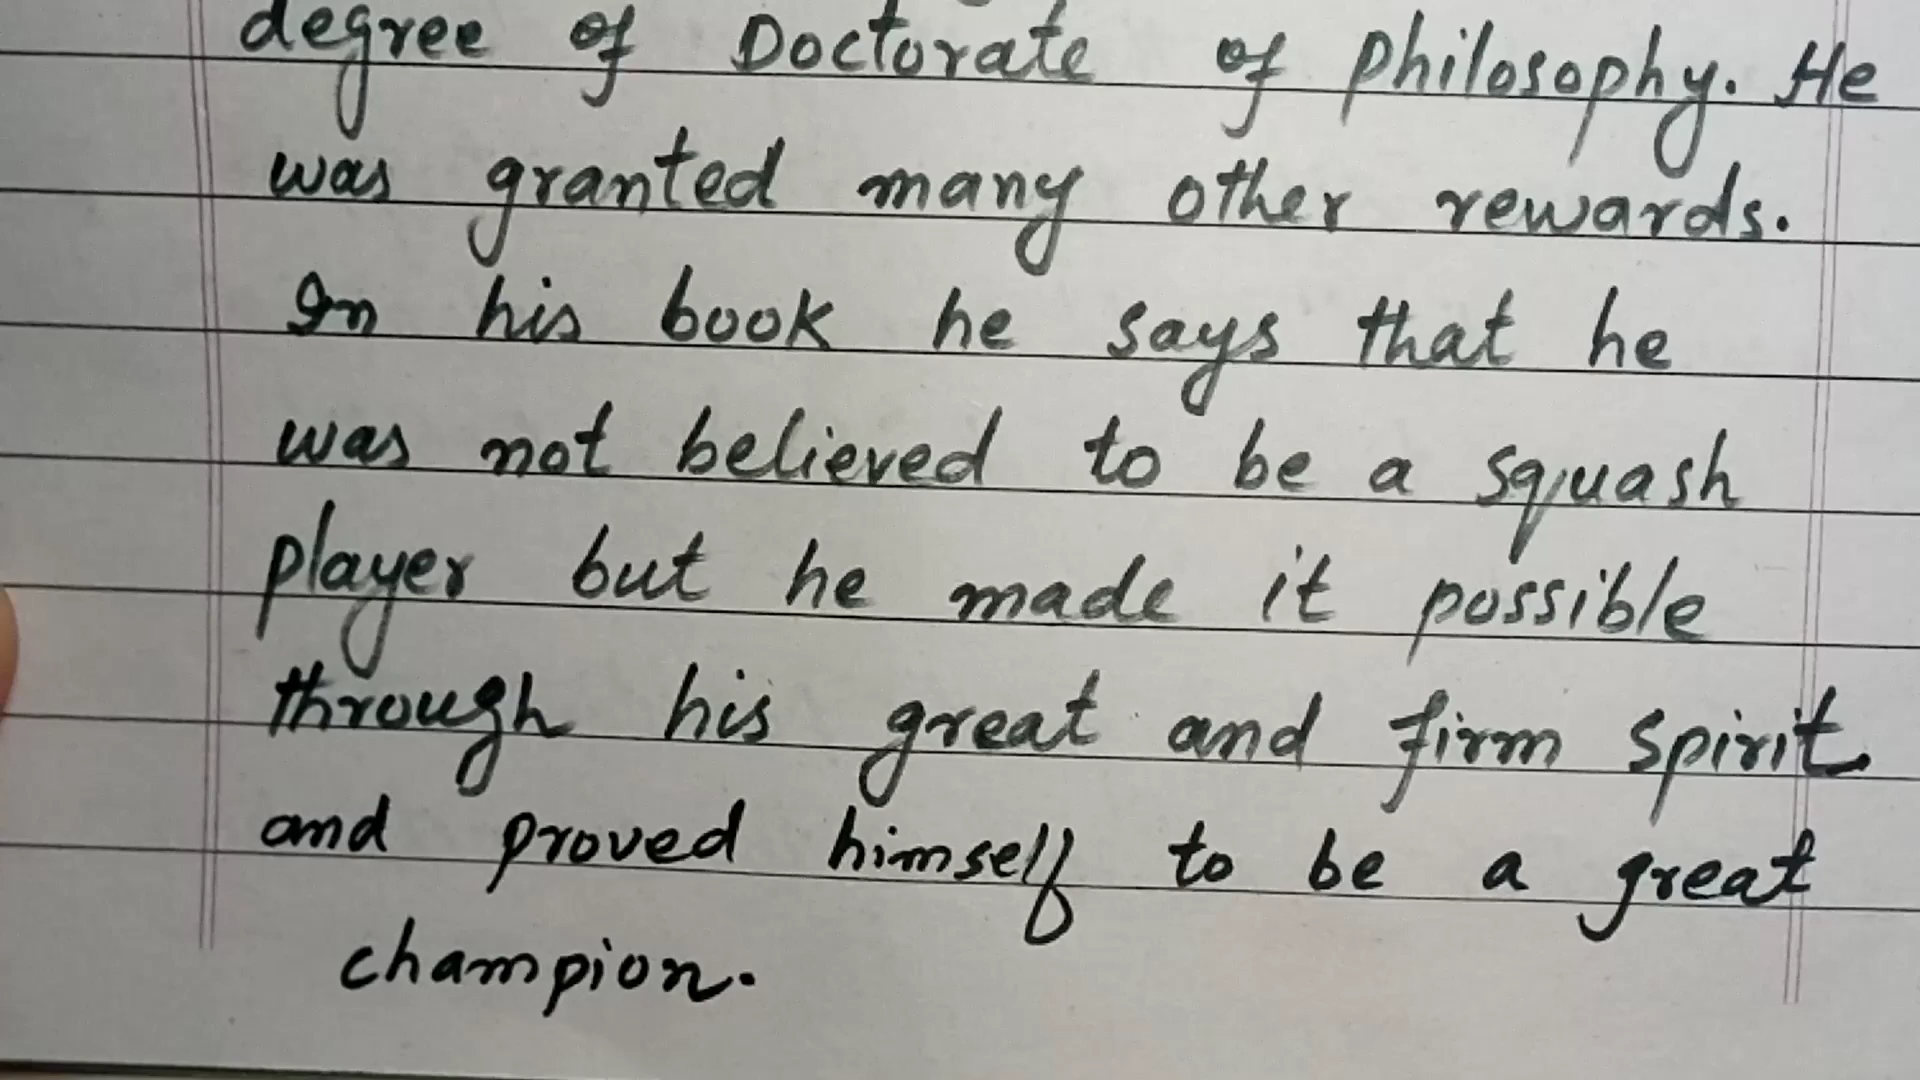 degree of Doctorate of philosophy. He
was granted many other rewards.
In his book he says that he
was not believed to be a squash
player but he made it possible
through his great and firm spirit.
and proved himself to be a great
champion.